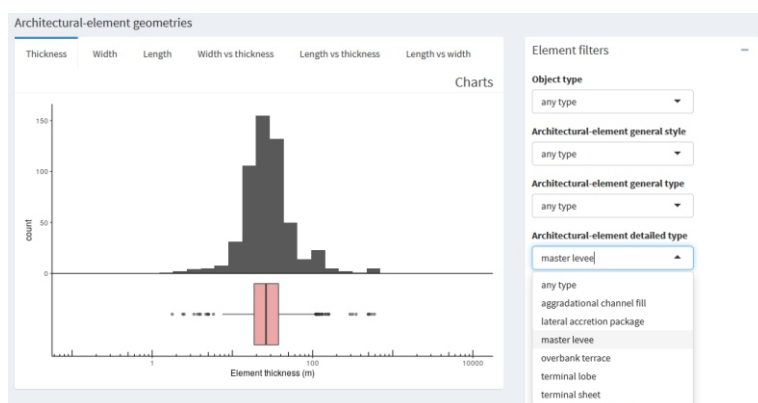 Architectural-element geometries
Thickness Width Length Width vs thickness Length vs thickness Length vs width
Charts
150
100
50
0
count
1 100 10000
Element thickness (m)
Element filters
Object type
any type
Architectural-element general style
any type
Architectural-element general type
any type
Architectural-element detailed type
master levee
any type
aggradational channel fill
lateral accretion package
master levee
overbank terrace
terminal lobe
terminal sheet